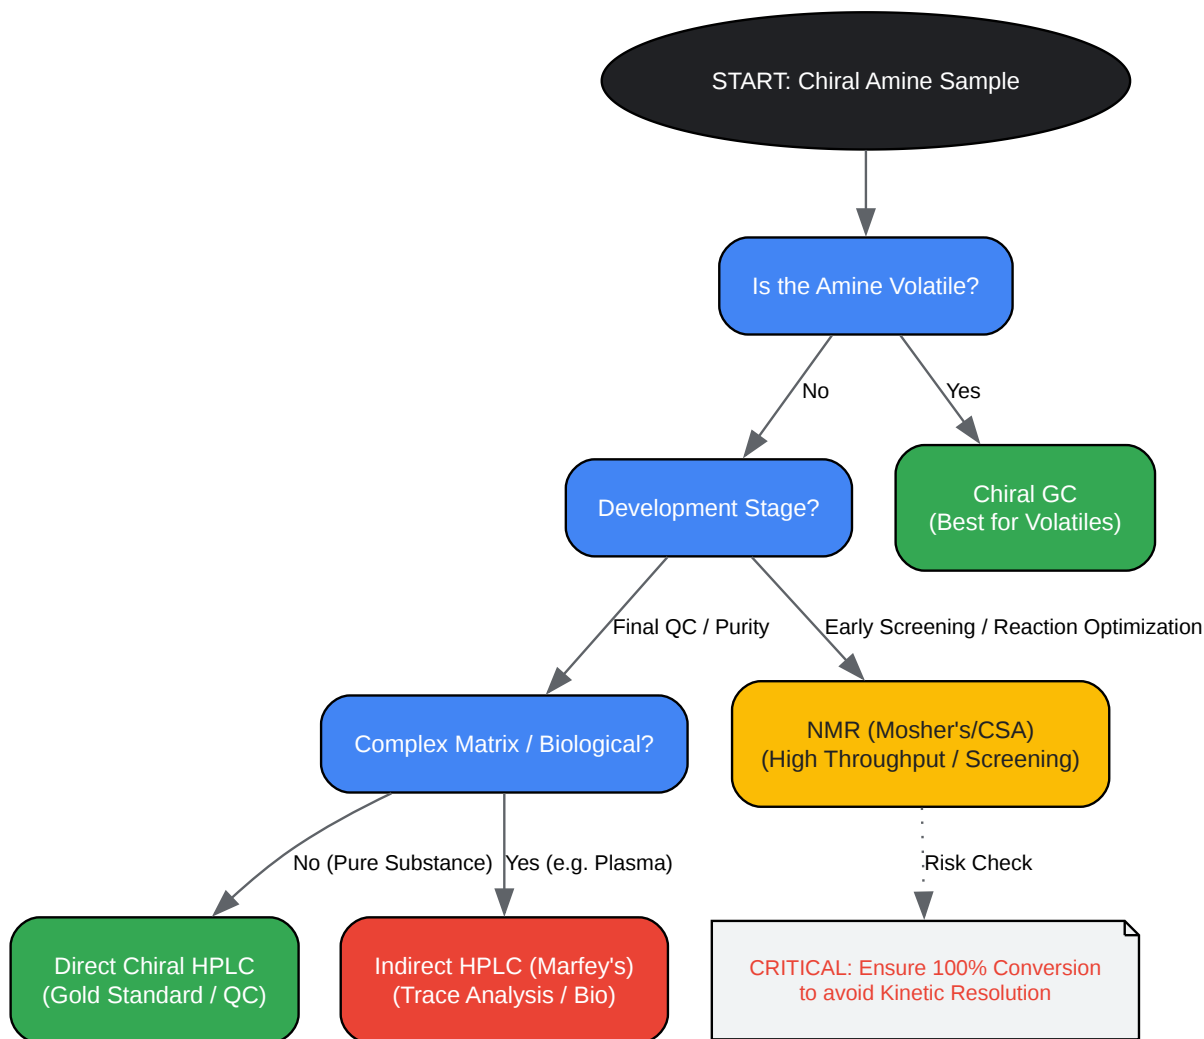 START: Chiral Amine Sample
Is the Amine Volatile?
No
Yes
Development Stage?
Chiral GC
(Best for Volatiles)
Final QC / Purity
Early Screening / Reaction Optimization
Complex Matrix / Biological?
NMR (Mosher's/CSA)
(High Throughput / Screening)
No (Pure Substance)
Yes (e.g. Plasma)
Risk Check
Direct Chiral HPLC
(Gold Standard / QC)
Indirect HPLC (Marfey's)
(Trace Analysis / Bio)
CRITICAL: Ensure 100% Conversion
to avoid Kinetic Resolution